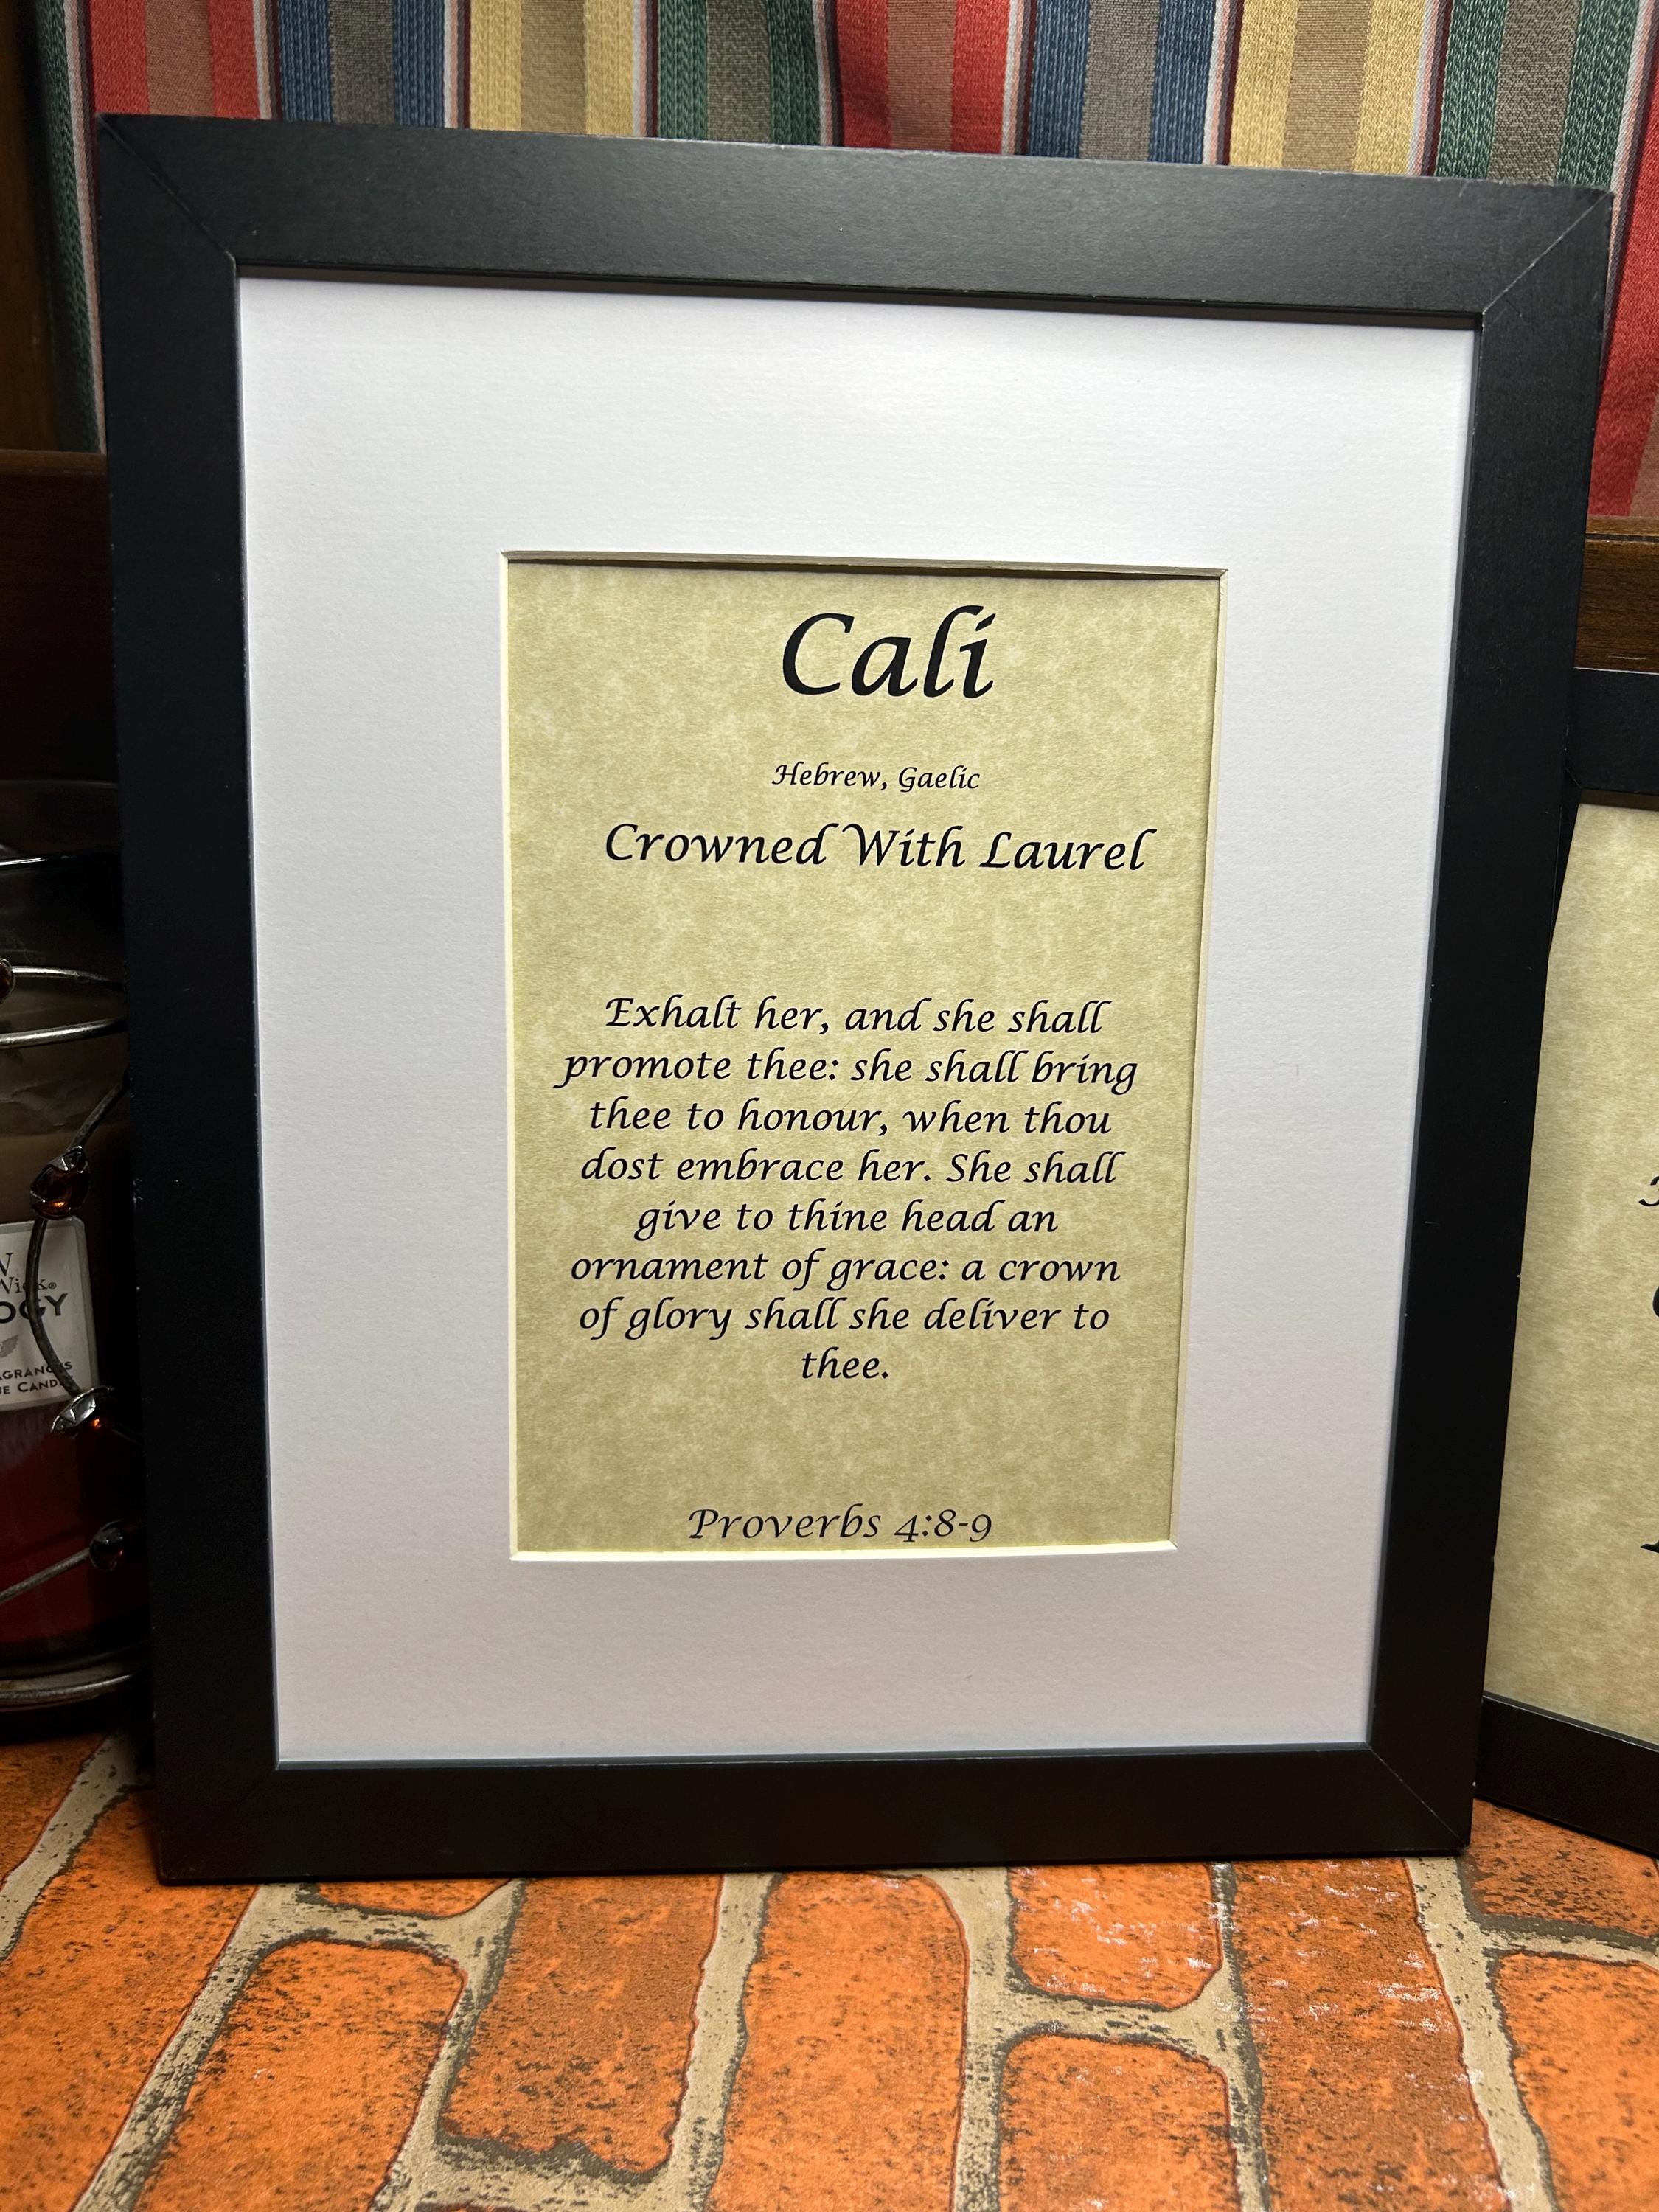 Cali
Hebrew, Gaelic
Crowned With Laurel
Exhalt her, and she shall
promote thee: she shall bring
thee to honour, when thou
dost embrace her. She shall
give to thine head an
ornament of grace: a crown
of glory shall she deliver to
thee.
Proverbs 4:8-9